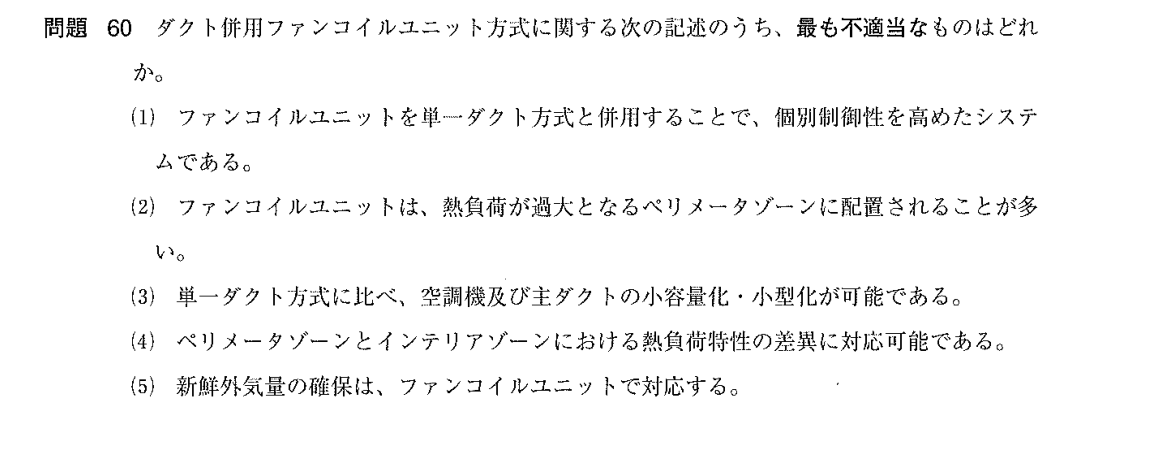 問題 60 ダクト併用ファンコイルユニット方式に関する次の記述のうち、最も不適当なものはどれ
か。
(1) ファンコイルユニットを単一ダクト方式と併用することで、個別制御性を高めたシステ
ムである。
(2) ファンコイルユニットは、熱負荷が過大となるペリメータゾーンに配置されることが多
い。
(3) 単一ダクト方式に比べ、空調機及び主ダクトの小容量化・小型化が可能である。
(4) ペリメータゾーンとインテリアゾーンにおける熱負荷特性の差異に対応可能である。
(5) 新鮮外気量の確保は、ファンコイルユニットで対応する。